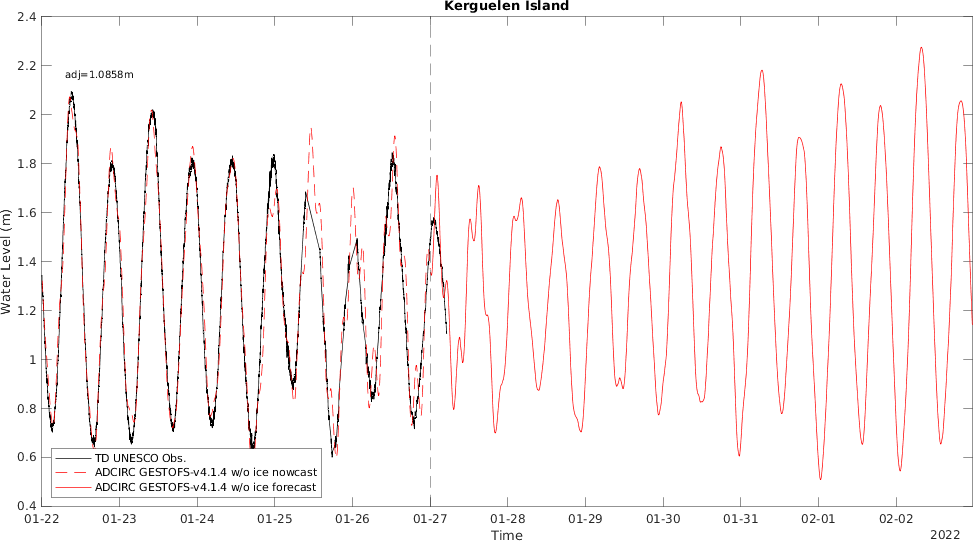 Kerguelen Island
adj=1.0858m
Water Level (m)
2.4
2.2
2
1.8
1.6
1.4
1.2
1
0.8
0.6
0.4
TD UNESCO Obs.
ADCIRC GESTOFS-v4.1.4 w/o ice nowcast
ADCIRC GESTOFS-v4.1.4 w/o ice forecast
01-22 01-23 01-24 01-25 01-26 01-27 01-28 01-29 01-30 01-31 02-01 02-02
Time
2022